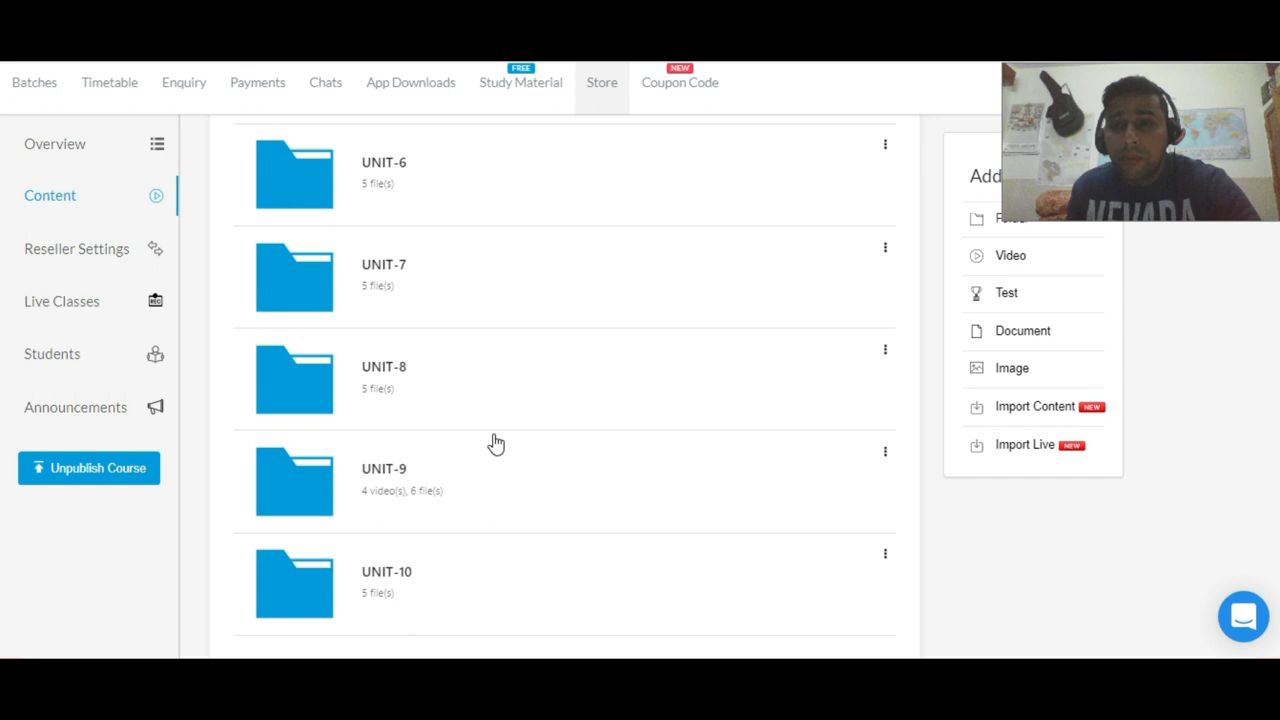 FREE
NEW
Batches Timetable Enquiry Payments Chats App Downloads Study Material Store Coupon Code
Overview
Content
Reseller Settings
Live Classes
REC
Students
Announcements
Unpublish Course
UNIT-6
5 file(s)
UNIT-7
5 file(s)
UNIT-8
5 file(s)
UNIT-9
4 video(s), 6 file(s)
UNIT-10
5 file(s)
Add
Video
Test
Document
Image
Import Content NEW
Import Live NEW
NEVADA